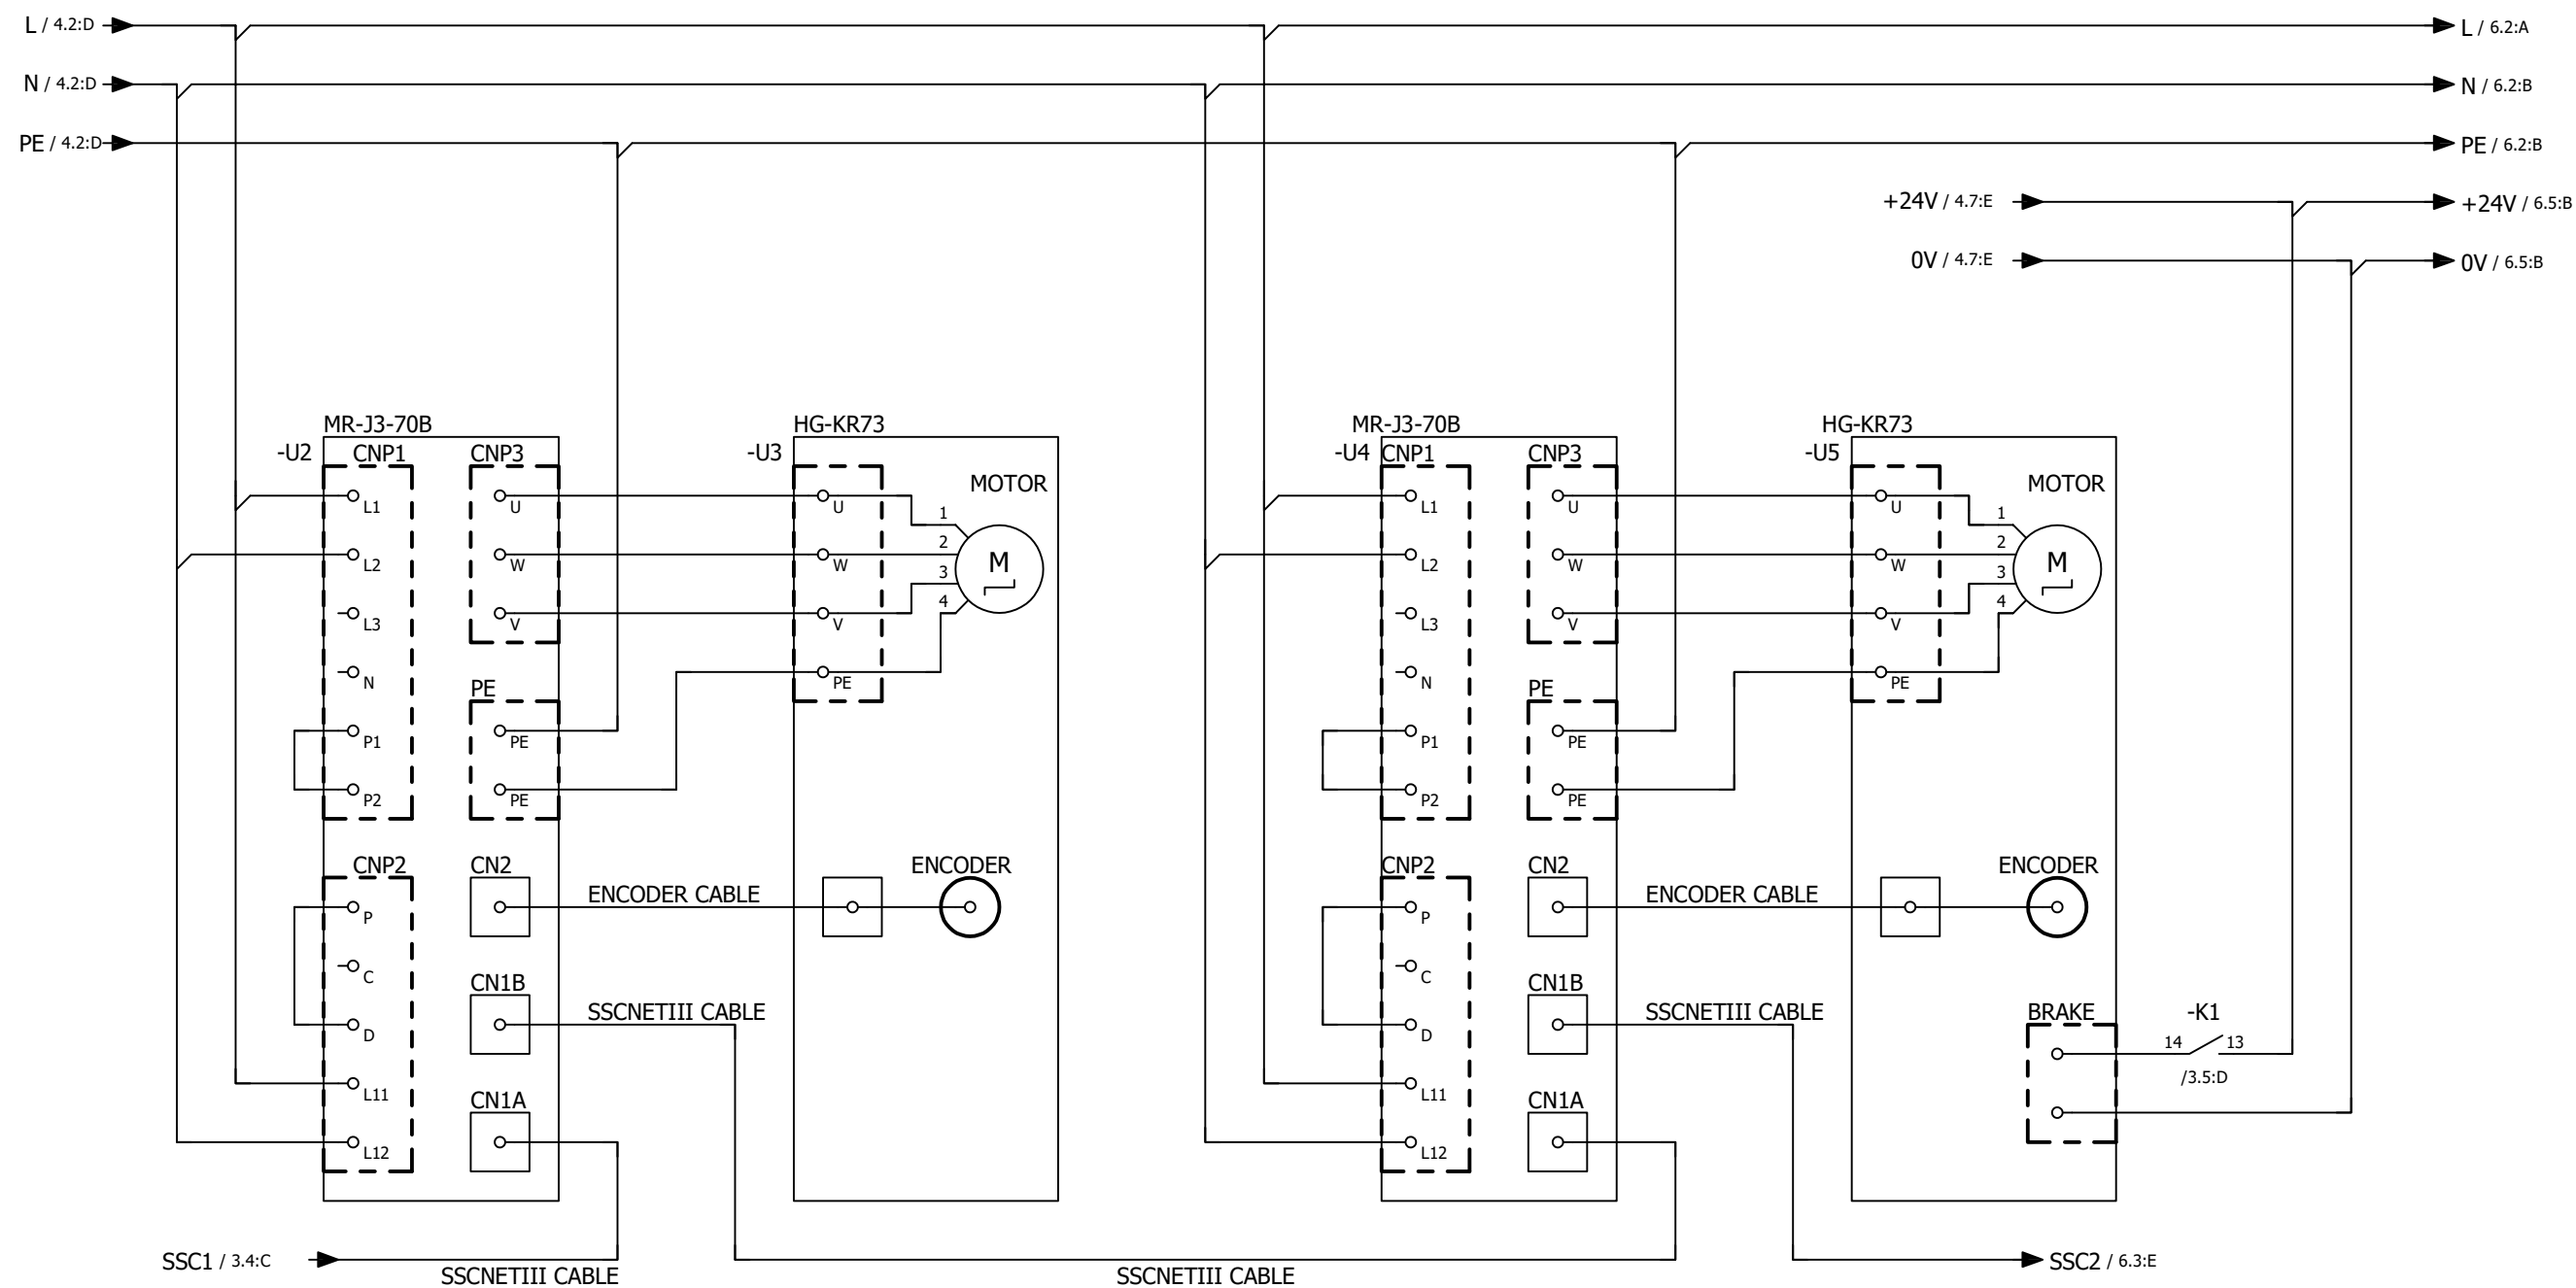 L / 4.2:D
L / 6.2:A
N / 4.2:D
N / 6.2:B
PE / 4.2:D
PE / 6.2:B
+24V / 4.7:E
+24V / 6.5:B
0V / 4.7:E
0V / 6.5:B
MR-J3-70B
-U2
CNP1
L1
L2
L3
N
P1
P2
CNP3
U
W
V
PE
PE
PE
CNP2
P
C
D
L11
L12
CN2
ENCODER CABLE
CN1B
SSCNETIII CABLE
CN1A
HG-KR73
-U3
MOTOR
U
W
V
PE
1
2
3
4
M
ENCODER
MR-J3-70B
-U4
CNP1
L1
L2
L3
N
P1
P2
CNP3
U
W
V
PE
PE
PE
CNP2
P
C
D
L11
L12
CN2
ENCODER CABLE
CN1B
SSCNETIII CABLE
CN1A
HG-KR73
-U5
MOTOR
U
W
V
PE
1
2
3
4
M
ENCODER
BRAKE
-K1
14
13
/3.5:D
SSC1 / 3.4:C
SSCNETIII CABLE
SSCNETIII CABLE
SSC2 / 6.3:E